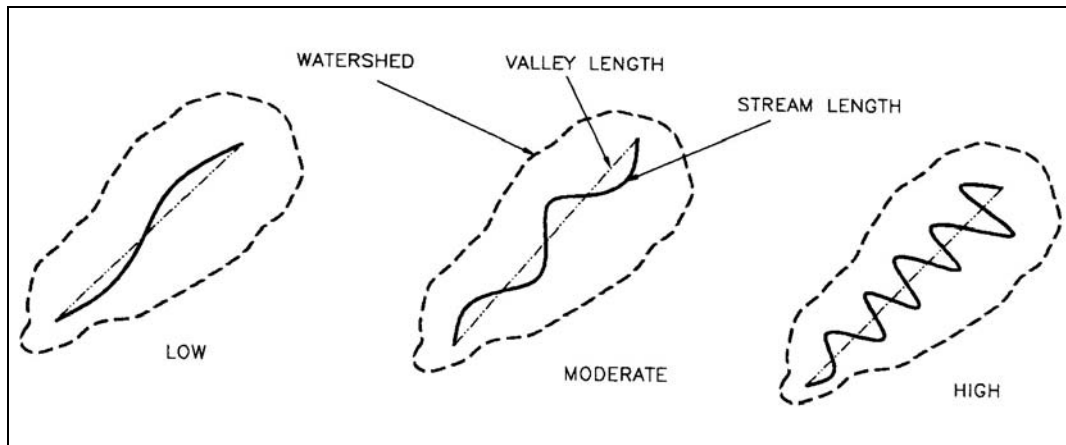 WATERSHED
VALLEY LENGTH
STREAM LENGTH
LOW
MODERATE
HIGH